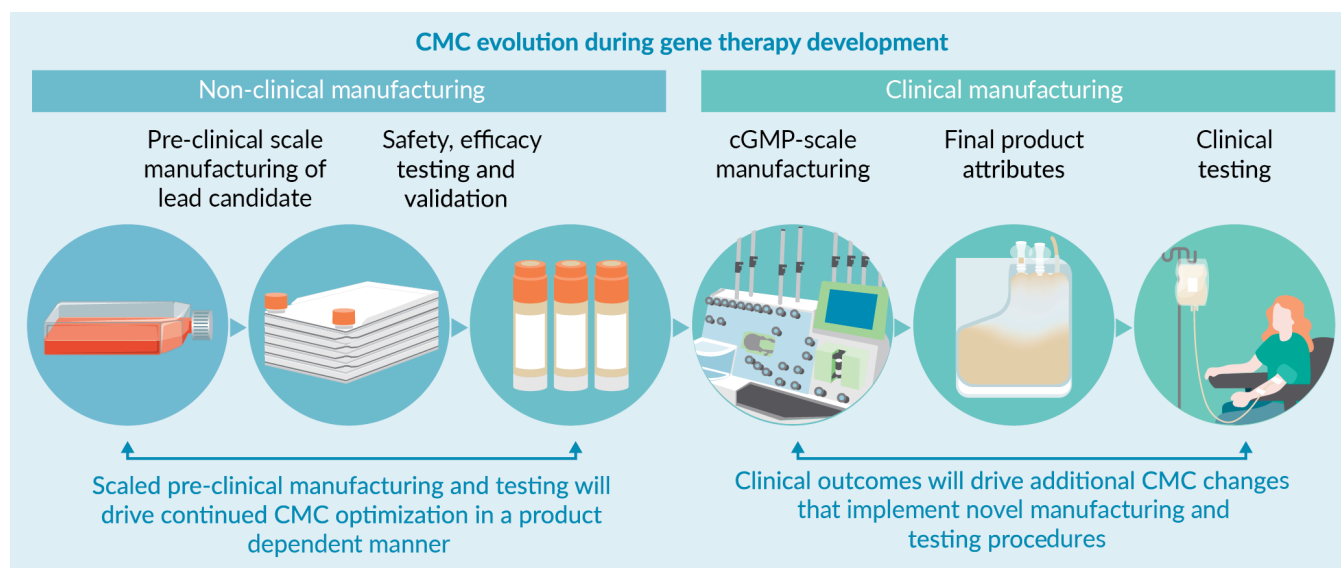 CMC evolution during gene therapy development
Non-clinical manufacturing
Clinical manufacturing
Pre-clinical scale
manufacturing of
lead candidate
Safety, efficacy
testing and
validation
cGMP-scale
manufacturing
Final product
attributes
Clinical
testing
Scaled pre-clinical manufacturing and testing will
drive continued CMC optimization in a product
dependent manner
Clinical outcomes will drive additional CMC changes
that implement novel manufacturing and
testing procedures